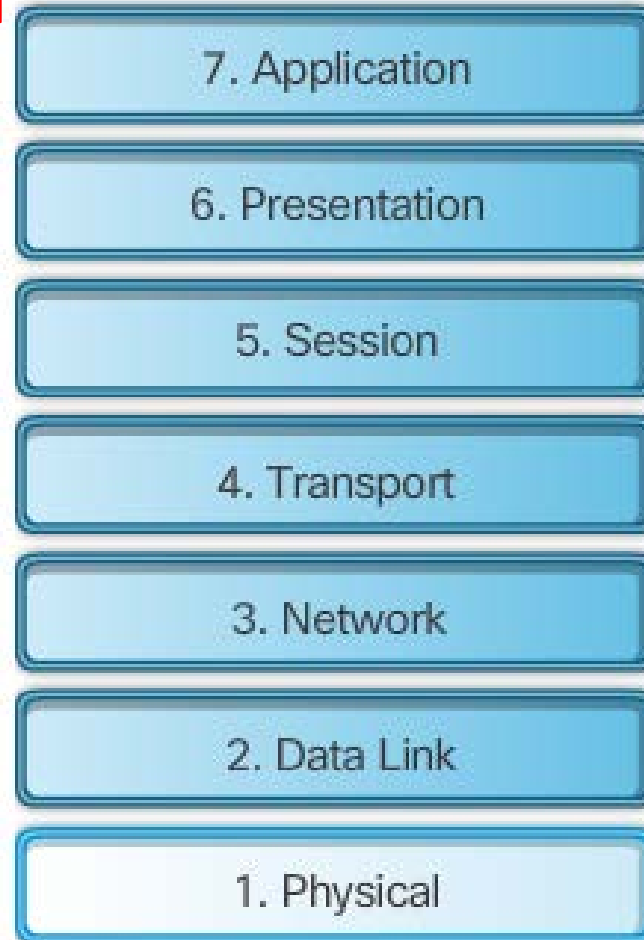 7. Application
6. Presentation
5. Session
4. Transport
3. Network
2. Data Link
1. Physical